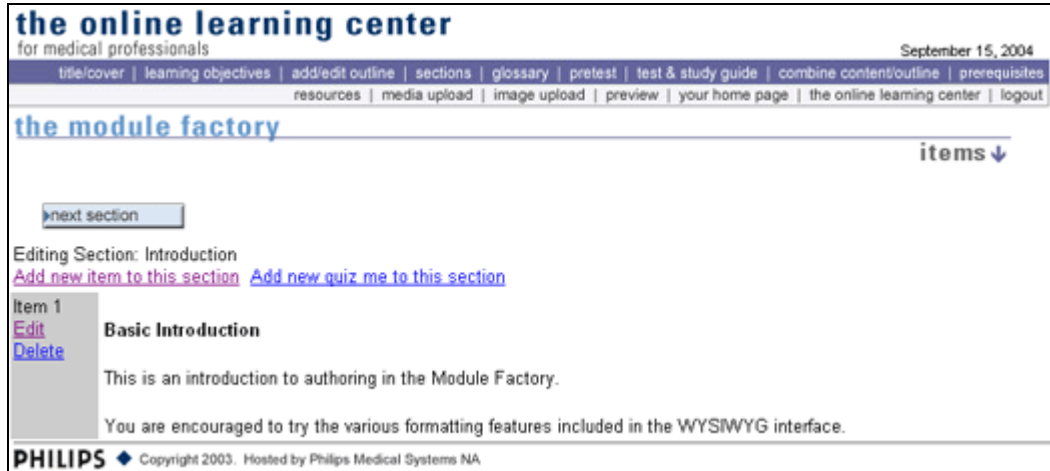 the online learning center
for medical professionals
September 15, 2004
title/cover | learning objectives | add/edit outline | sections | glossary | pretest | test & study guide | combine content/outline | prerequisites
resources | media upload | image upload | preview | your home page | the online learning center | logout
the module factory
items
next section
Editing Section: Introduction
Add new item to this section Add new quiz me to this section
Item 1
Edit
Basic Introduction
Delete
This is an introduction to authoring in the Module Factory.
You are encouraged to try the various formatting features included in the WYSIWYG interface.
PHILIPS Copyright 2003. Hosted by Philips Medical Systems NA